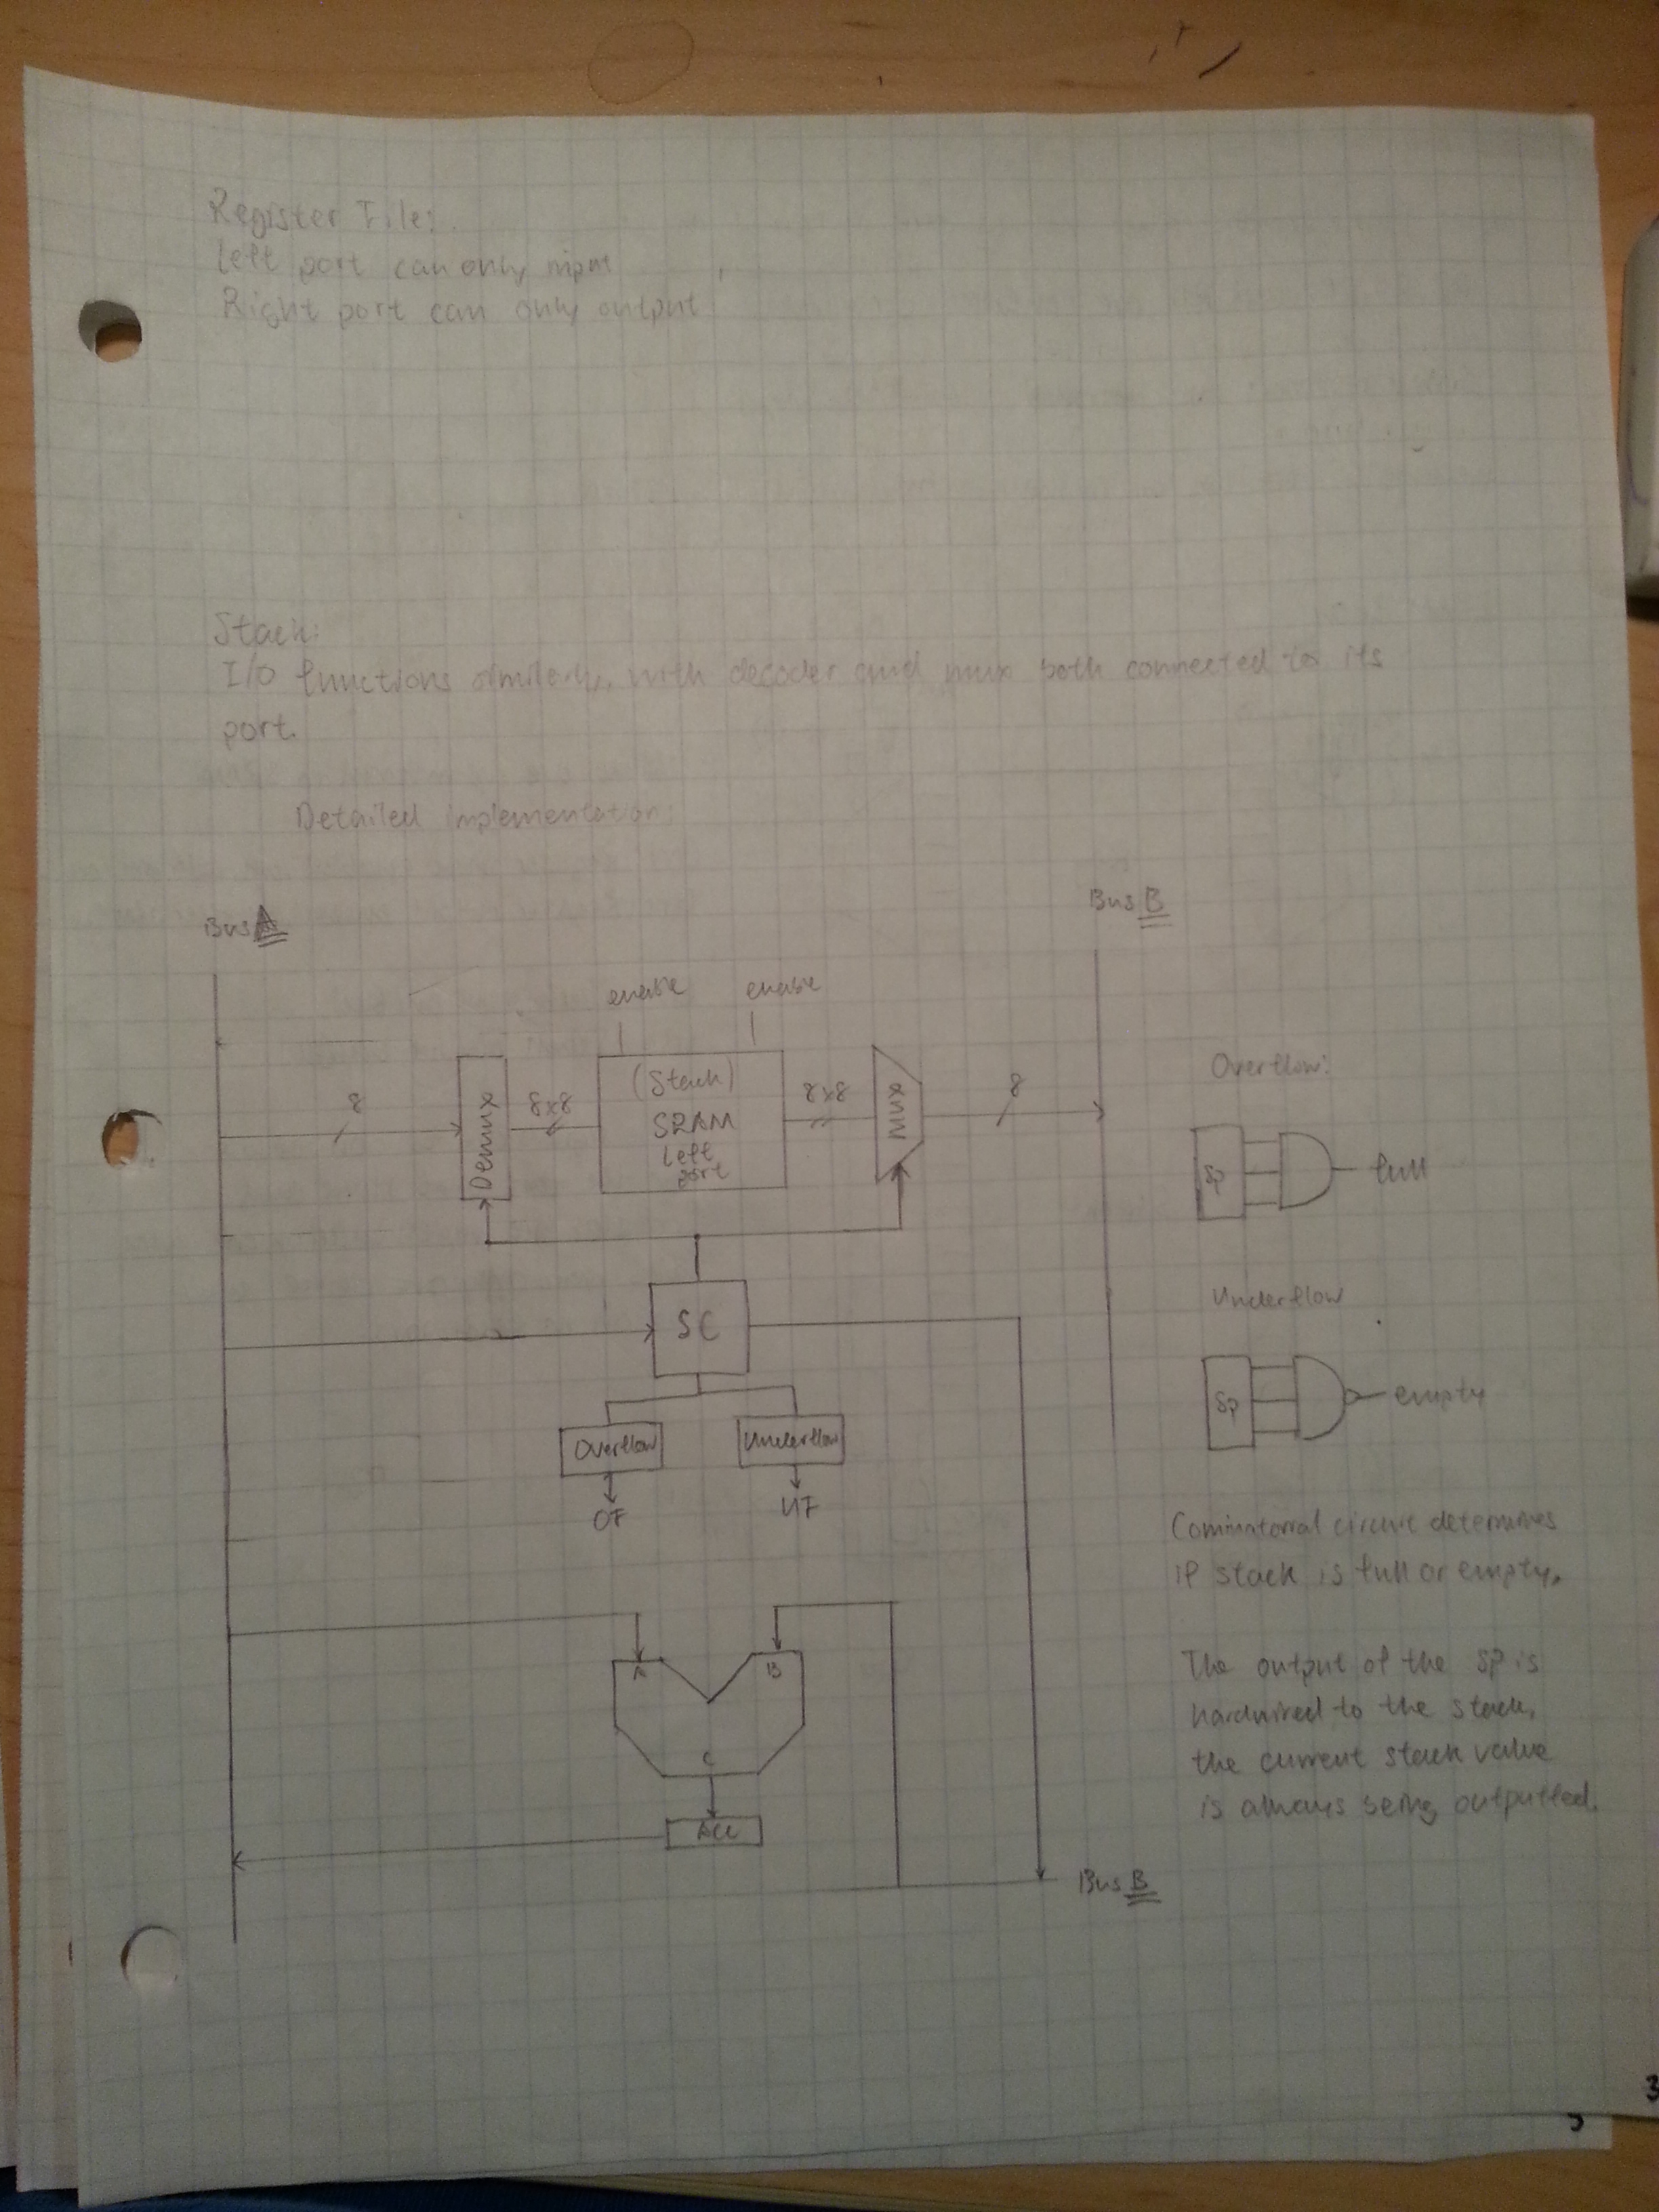 Register File:
Left port can only input
Right port can only output
Stack:
I/O functions similarly, with decoder and mux both connected to its
port.
Detailed implementation:
Bus A
Bus B
enable enable
8
Demux
8x8
(Stack)
SRAM
Left
port
8x8
MUX
8
Overflow:
SP
full
SC
Underflow
SP
empty
Overflow
Underflow
OF
UF
Cominatorral circuit determines
if stack is full or empty.
A
B
C
Acc
The output of the SP is
hardwired to the stack,
the current stack value
is always being outputted.
Bus B
3